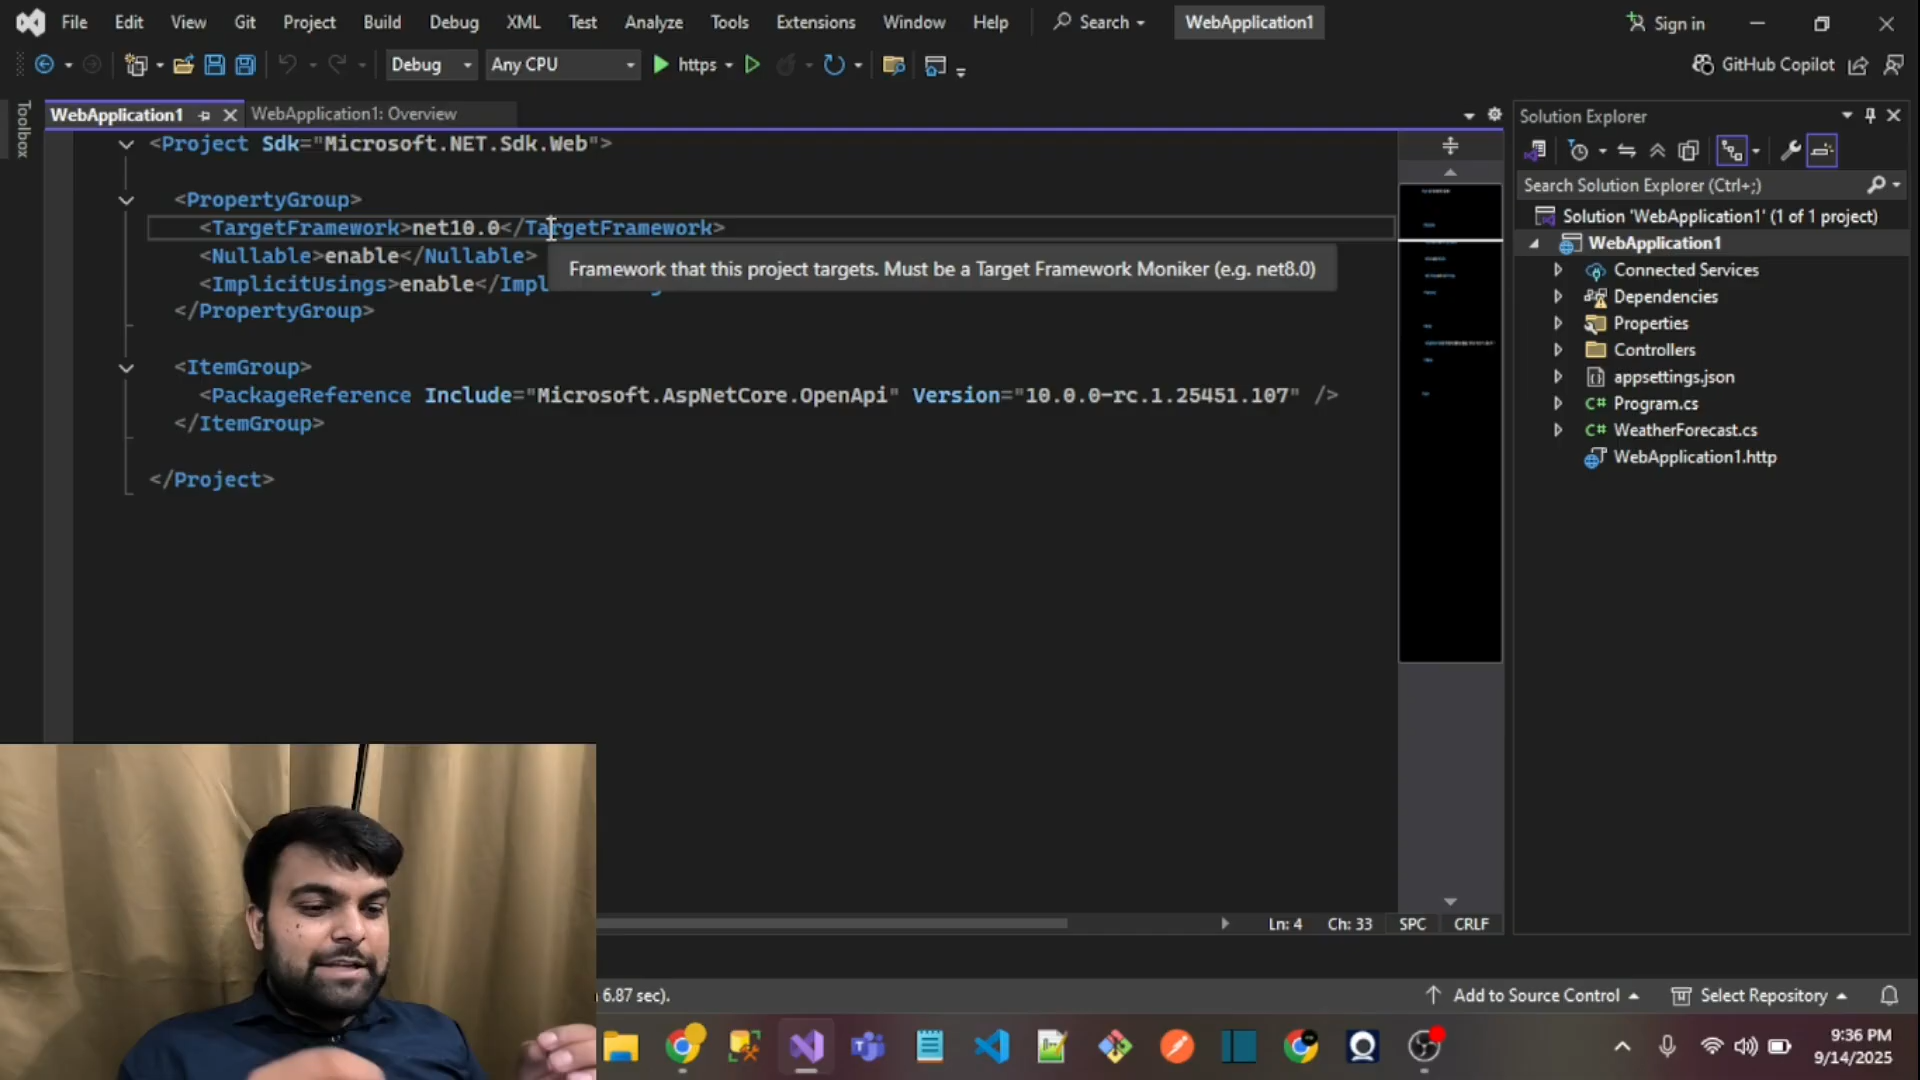 File Edit View Git Project Build Debug XML Test Analyze Tools Extensions Window Help Search WebApplication1 Sign in
Debug Any CPU https GitHub Copilot
Toolbox
WebApplication1 WebApplication1: Overview
<Project Sdk="Microsoft.NET.Sdk.Web">
<PropertyGroup>
<TargetFramework>net10.0</TargetFramework>
<Nullable>enable</Nullable>
Framework that this project targets. Must be a Target Framework Moniker (e.g. net8.0)
<ImplicitUsings>enable</Impl
</PropertyGroup>
<ItemGroup>
<PackageReference Include="Microsoft.AspNetCore.OpenApi" Version="10.0.0-rc.1.25451.107" />
</ItemGroup>
</Project>
Solution Explorer
Search Solution Explorer (Ctrl+;)
Solution 'WebApplication1' (1 of 1 project)
WebApplication1
Connected Services
Dependencies
Properties
Controllers
appsettings.json
C# Program.cs
C# WeatherForecast.cs
WebApplication1.http
Ln: 4 Ch: 33 SPC CRLF
6.87 sec). Add to Source Control Select Repository
9:36 PM
9/14/2025